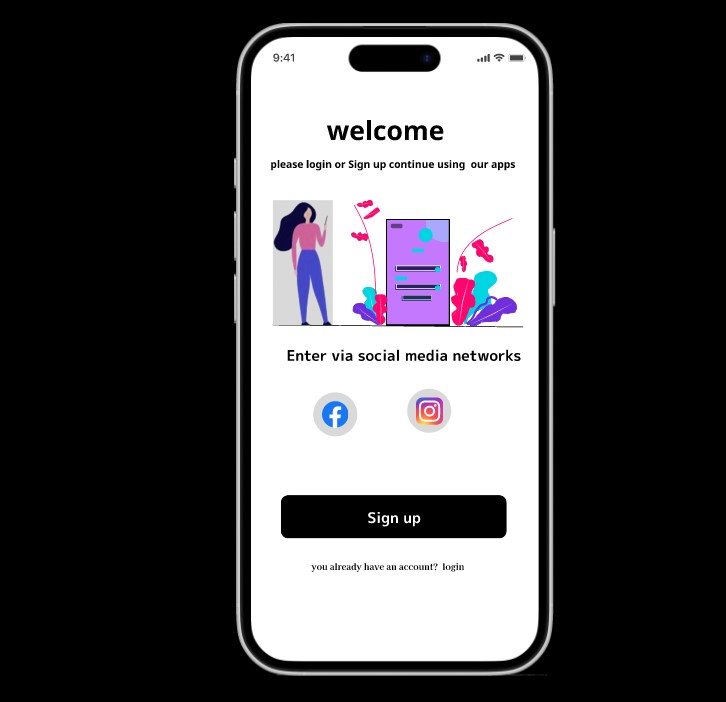 9:41
welcome
please login or Sign up continue using our apps
Enter via social media networks
Sign up
you already have an account? login